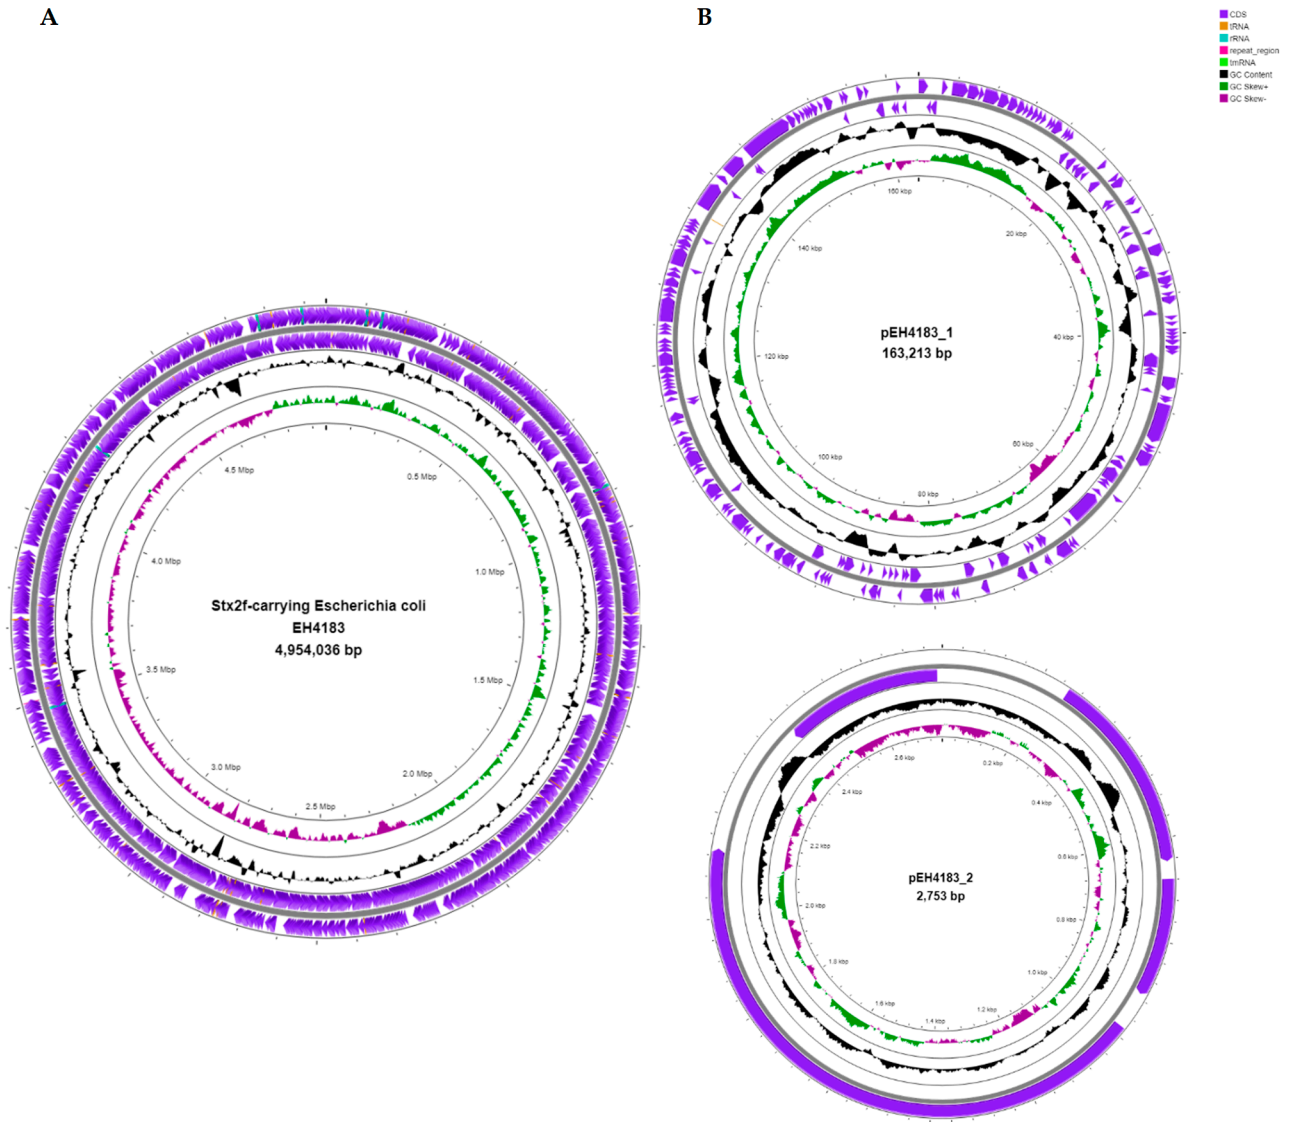 A
B
CDS
tRNA
rRNA
repeat_region
tmRNA
GC Content
GC Skew+
GC Skew-
Stx2f-carrying Escherichia coli
EH4183
4,954,036 bp
0.5 Mbp
1.0 Mbp
1.5 Mbp
2.0 Mbp
2.5 Mbp
3.0 Mbp
3.5 Mbp
4.0 Mbp
4.5 Mbp
pEH4183_1
163,213 bp
20 kbp
40 kbp
60 kbp
80 kbp
100 kbp
120 kbp
140 kbp
160 kbp
pEH4183_2
2,753 bp
0.2 kbp
0.4 kbp
0.6 kbp
0.8 kbp
1.0 kbp
1.2 kbp
1.4 kbp
1.6 kbp
1.8 kbp
2.0 kbp
2.2 kbp
2.4 kbp
2.6 kbp